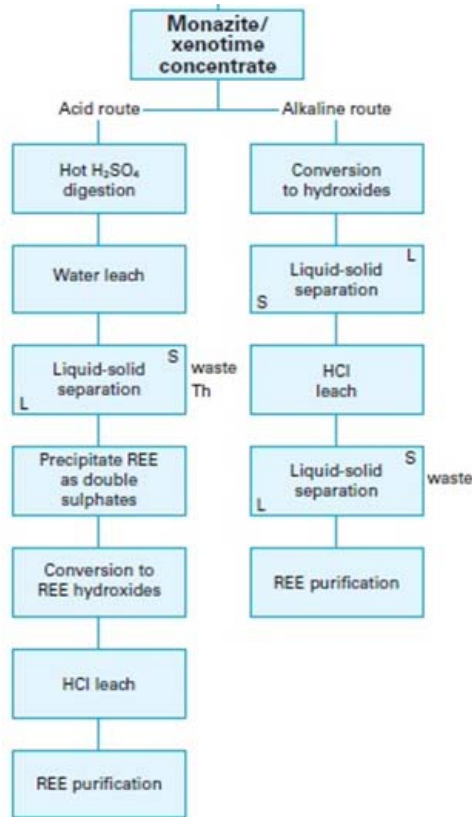 Monazite/
xenotime
concentrate
Acid route
Alkaline route
Hot H₂SO₄
digestion
Water leach
Liquid-solid
separation
S
L
waste
Th
Precipitate REE
as double
sulphates
Conversion to
REE hydroxides
HCl leach
REE purification
Conversion
to hydroxides
Liquid-solid
separation
L
S
HCl
leach
Liquid-solid
separation
S
L
waste
REE purification